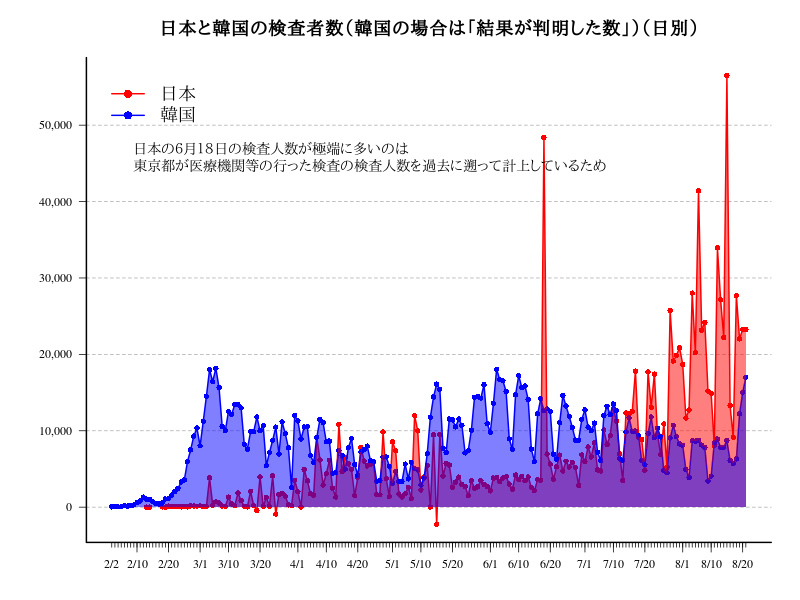 日本と韓国の検査者数(韓国の場合は「結果が判明した数」)(日別)
日本
韓国
日本の6月18日の検査人数が極端に多いのは
東京都が医療機関等の行った検査の検査人数を過去に遡って計上しているため
50,000
40,000
30,000
20,000
10,000
0
2/2 2/10 2/20 3/1 3/10 3/20 4/1 4/10 4/20 5/1 5/10 5/20 6/1 6/10 6/20 7/1 7/10 7/20 8/1 8/10 8/20